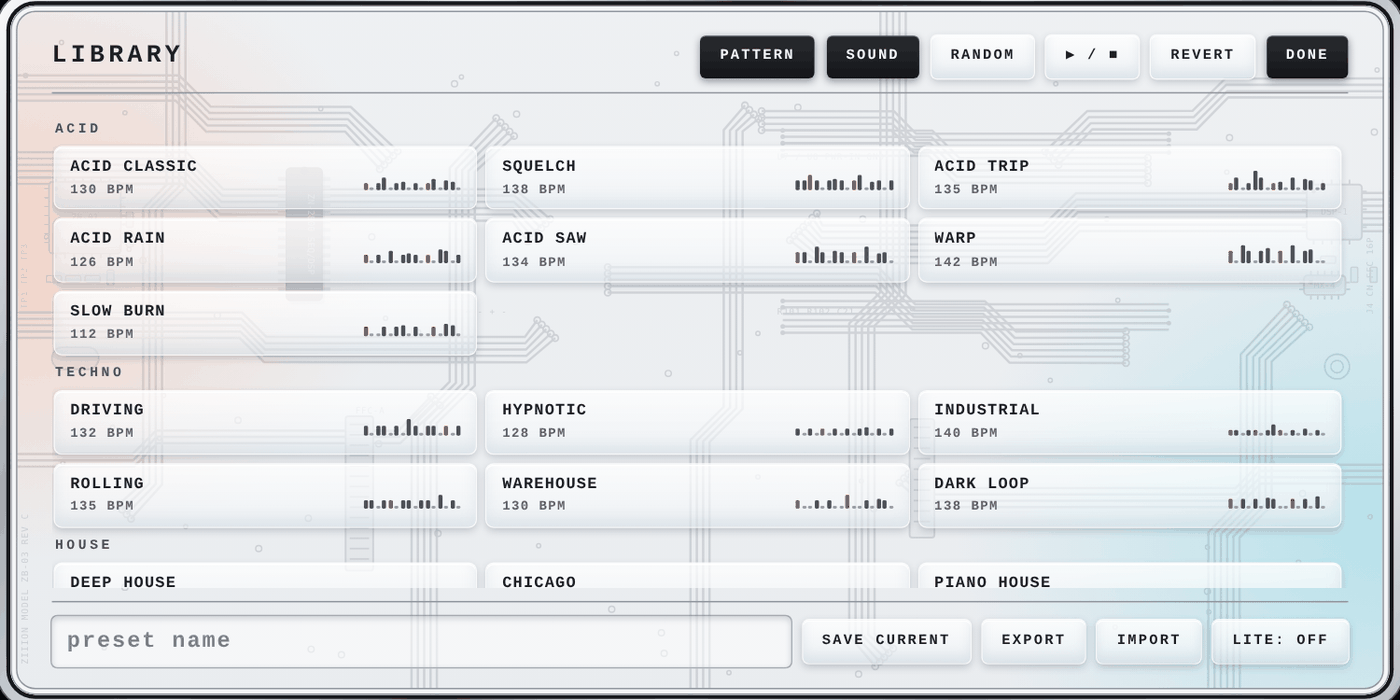 LIBRARY
PATTERN
SOUND
RANDOM
▶ / ■
REVERT
DONE
ACID
ACID CLASSIC
130 BPM
SQUELCH
138 BPM
ACID TRIP
135 BPM
ACID RAIN
126 BPM
ACID SAW
134 BPM
WARP
142 BPM
SLOW BURN
112 BPM
TECHNO
DRIVING
132 BPM
HYPNOTIC
128 BPM
INDUSTRIAL
140 BPM
ROLLING
135 BPM
WAREHOUSE
130 BPM
DARK LOOP
138 BPM
HOUSE
DEEP HOUSE
CHICAGO
PIANO HOUSE
preset name
SAVE CURRENT
EXPORT
IMPORT
LITE: OFF